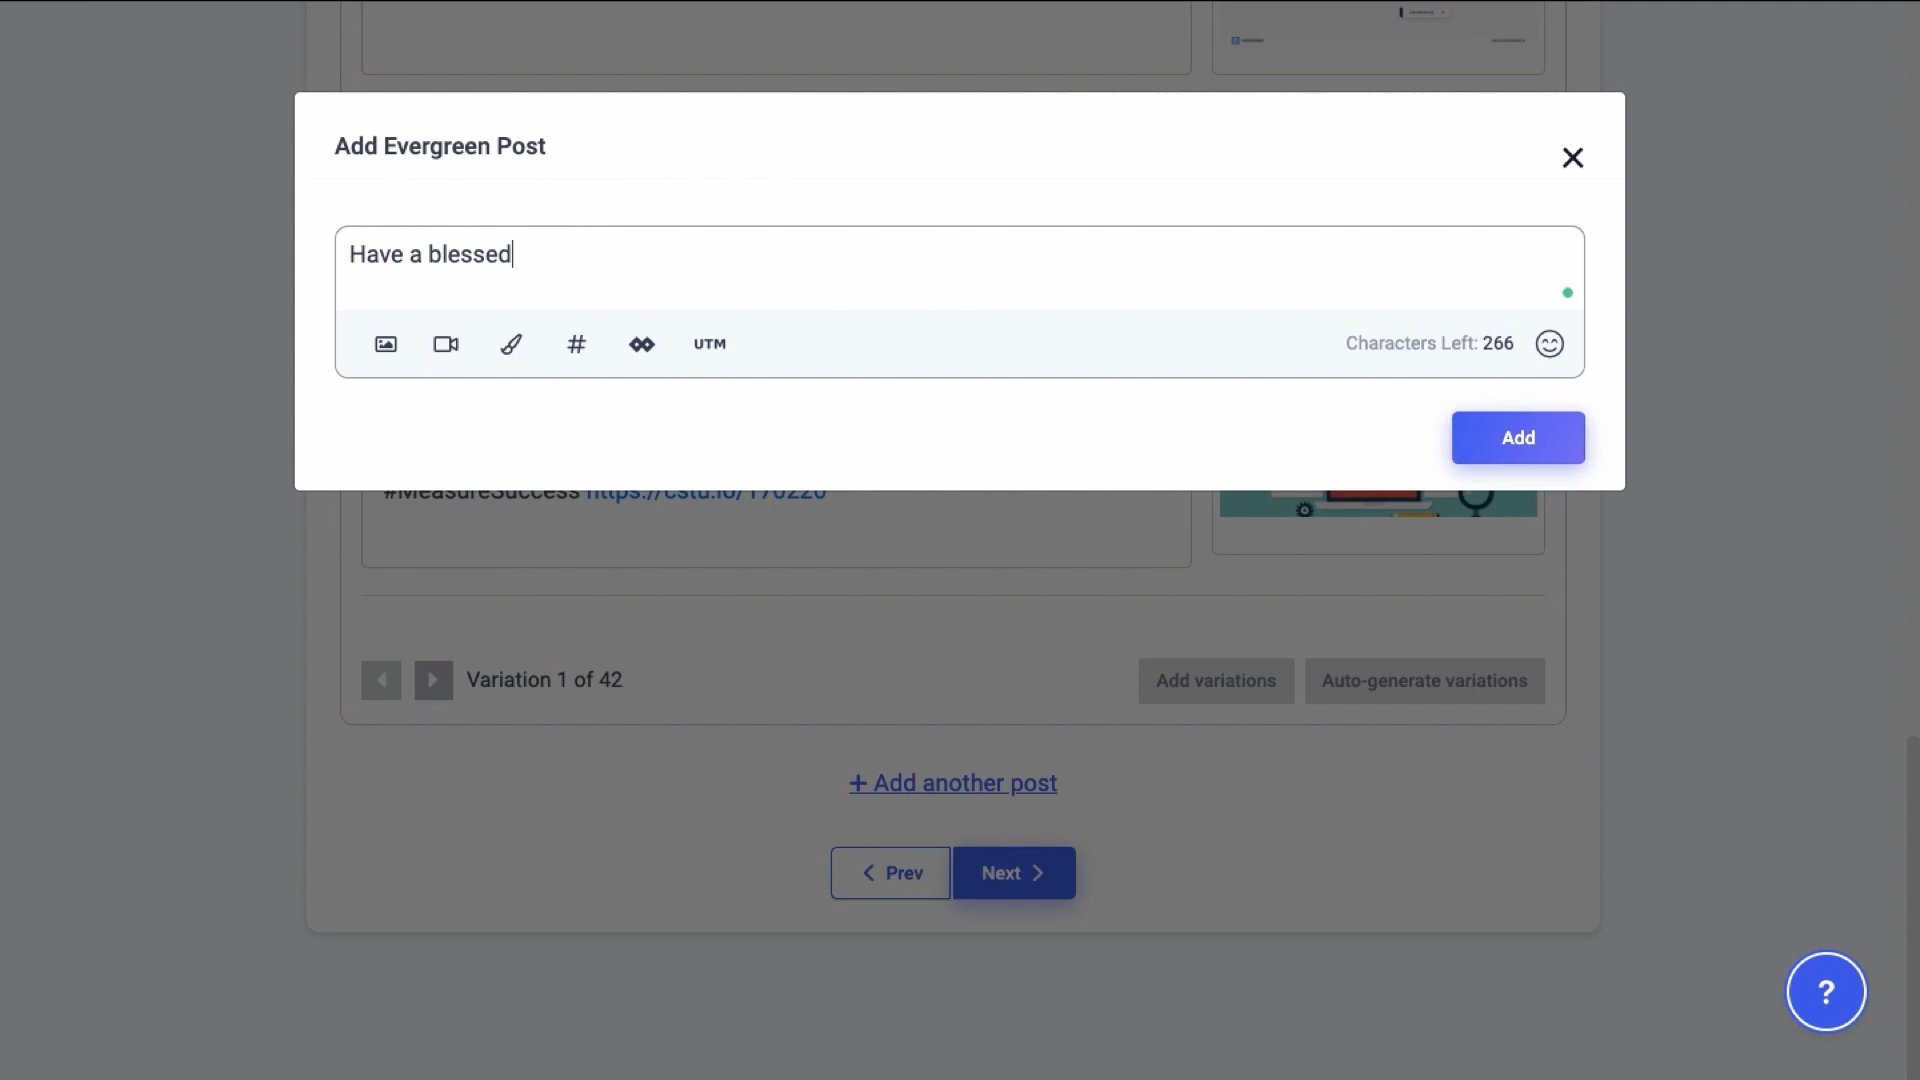 Add Evergreen Post
Have a blessed
UTM
Characters Left: 266
Add
#MeasureSuccess https://cstu.io/170220
Variation 1 of 42
Add variations
Auto-generate variations
+ Add another post
Prev
Next
?